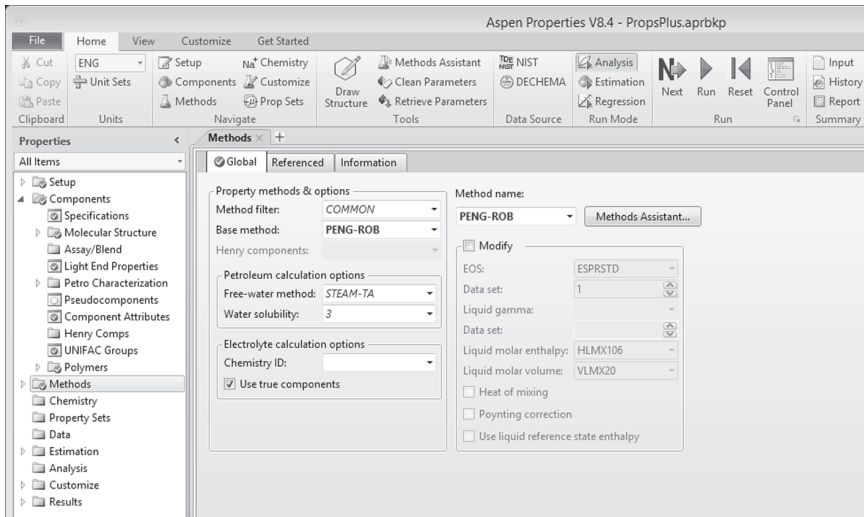 Aspen Properties V8.4 - PropsPlus.aprbkp
File Home View Customize Get Started
Cut ENG Setup Na+ Chemistry Methods Assistant TDE NIST NIST Analysis Input
Copy Unit Sets Components Customize Clean Parameters DECHEMA Estimation History
Paste Methods Prop Sets Draw Structure Retrieve Parameters Regression Next Run Reset Control Panel Report
Clipboard Units Navigate Tools Data Source Run Mode Run Summary
Properties < Methods × +
All Items Global Referenced Information
Setup
Components
Specifications
Molecular Structure
Assay/Blend
Light End Properties
Petro Characterization
Pseudocomponents
Component Attributes
Henry Comps
UNIFAC Groups
Polymers
Methods
Chemistry
Property Sets
Data
Estimation
Analysis
Customize
Results
Property methods & options
Method filter: COMMON
Base method: PENG-ROB
Henry components:
Petroleum calculation options
Free-water method: STEAM-TA
Water solubility: 3
Electrolyte calculation options
Chemistry ID:
Use true components
Method name:
PENG-ROB Methods Assistant...
Modify
EOS: ESPRSTD
Data set: 1
Liquid gamma:
Data set:
Liquid molar enthalpy: HLMX106
Liquid molar volume: VLMX20
Heat of mixing
Poynting correction
Use liquid reference state enthalpy